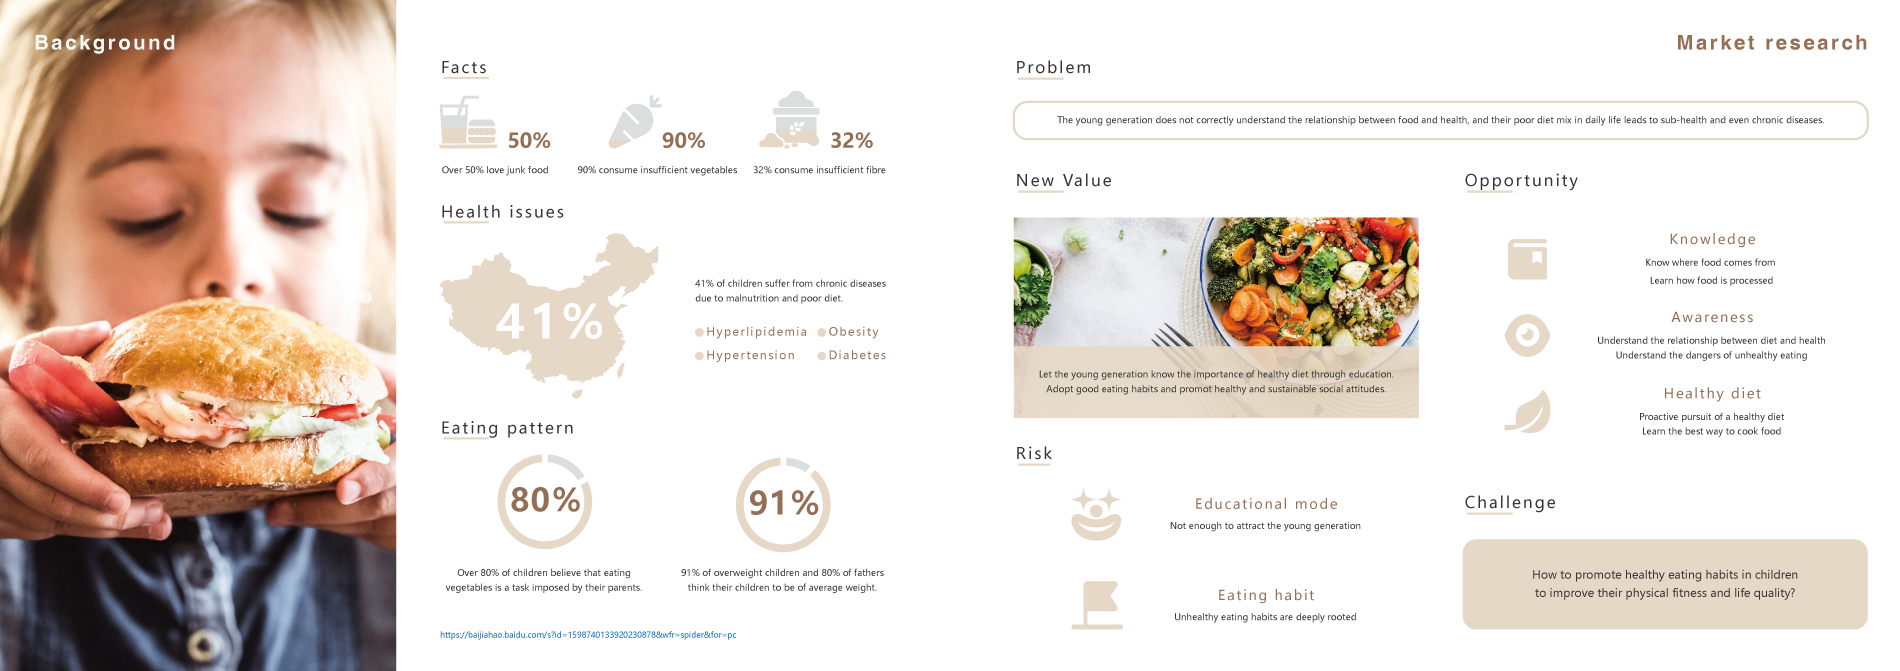 Background
Facts
50%
90%
32%
Over 50% love junk food
90% consume insufficient vegetables
32% consume insufficient fibre
Health issues
41%
41% of children suffer from chronic diseases
due to malnutrition and poor diet.
Hyperlipidemia
Obesity
Hypertension
Diabetes
Eating pattern
80%
91%
Over 80% of children believe that eating
vegetables is a task imposed by their parents.
91% of overweight children and 80% of fathers
think their children to be of average weight.
https://baijiahao.baidu.com/s?id=1598740133920230878&wfr=spider&for=pc
Market research
Problem
The young generation does not correctly understand the relationship between food and health, and their poor diet mix in daily life leads to sub-health and even chronic diseases.
New Value
Let the young generation know the importance of healthy diet through education.
Adopt good eating habits and promot healthy and sustainable social attitudes.
Risk
Educational mode
Not enough to attract the young generation
Eating habit
Unhealthy eating habits are deeply rooted
Opportunity
Knowledge
Know where food comes from
Learn how food is processed
Awareness
Understand the relationship between diet and health
Understand the dangers of unhealthy eating
Healthy diet
Proactive pursuit of a healthy diet
Learn the best way to cook food
Challenge
How to promote healthy eating habits in children
to improve their physical fitness and life quality?